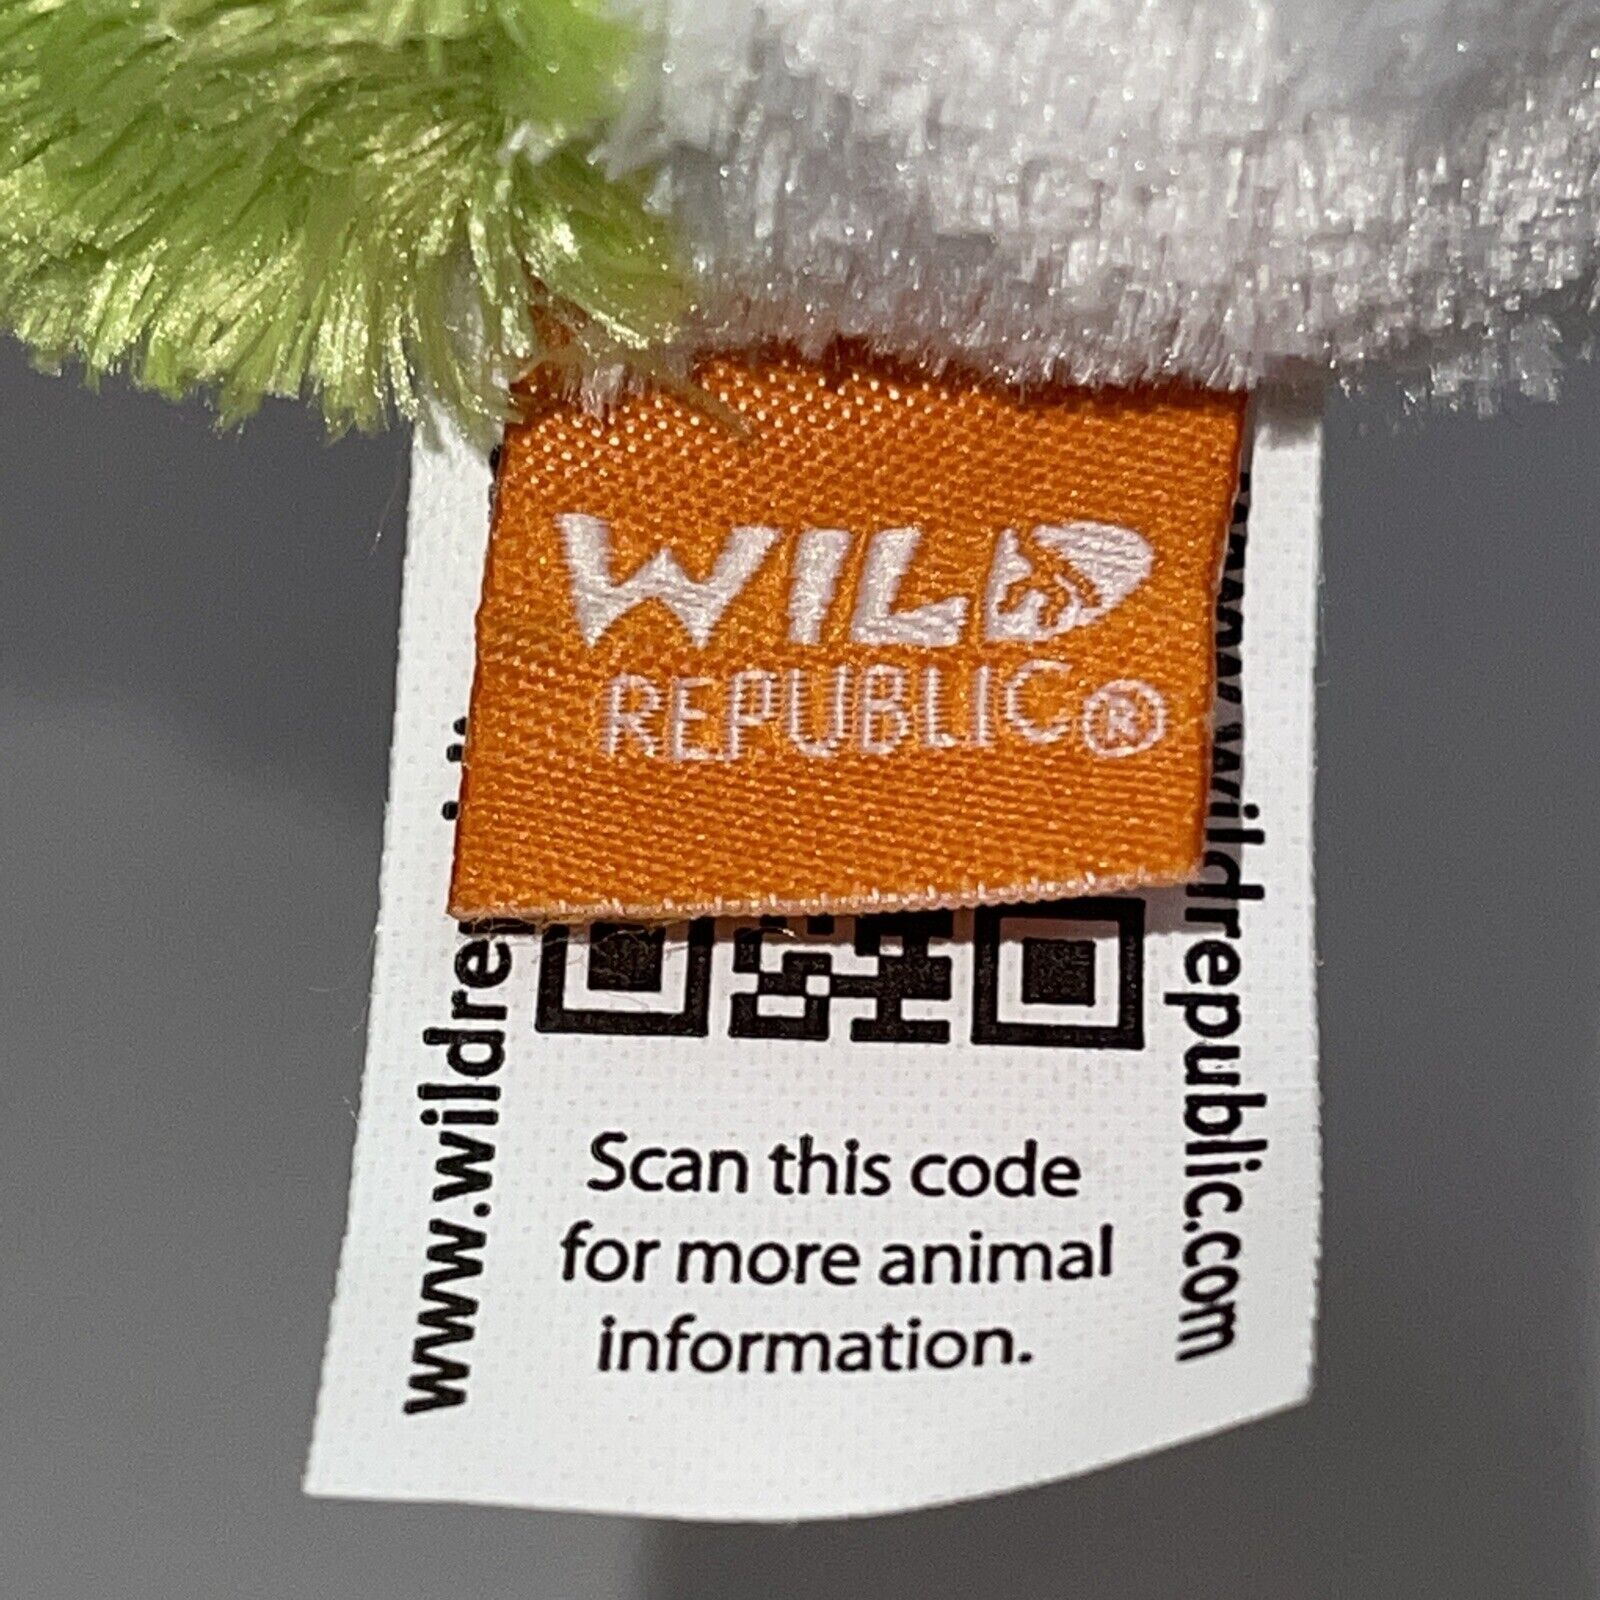 WILD
REPUBLIC®
www.wildre
www.wildrepublic.com
Scan this code
for more animal
information.